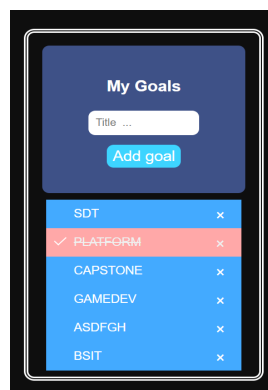 My Goals
Title ...
Add goal
SDT ×
PLATFORM ×
CAPSTONE ×
GAMEDEV ×
ASDFGH ×
BSIT ×